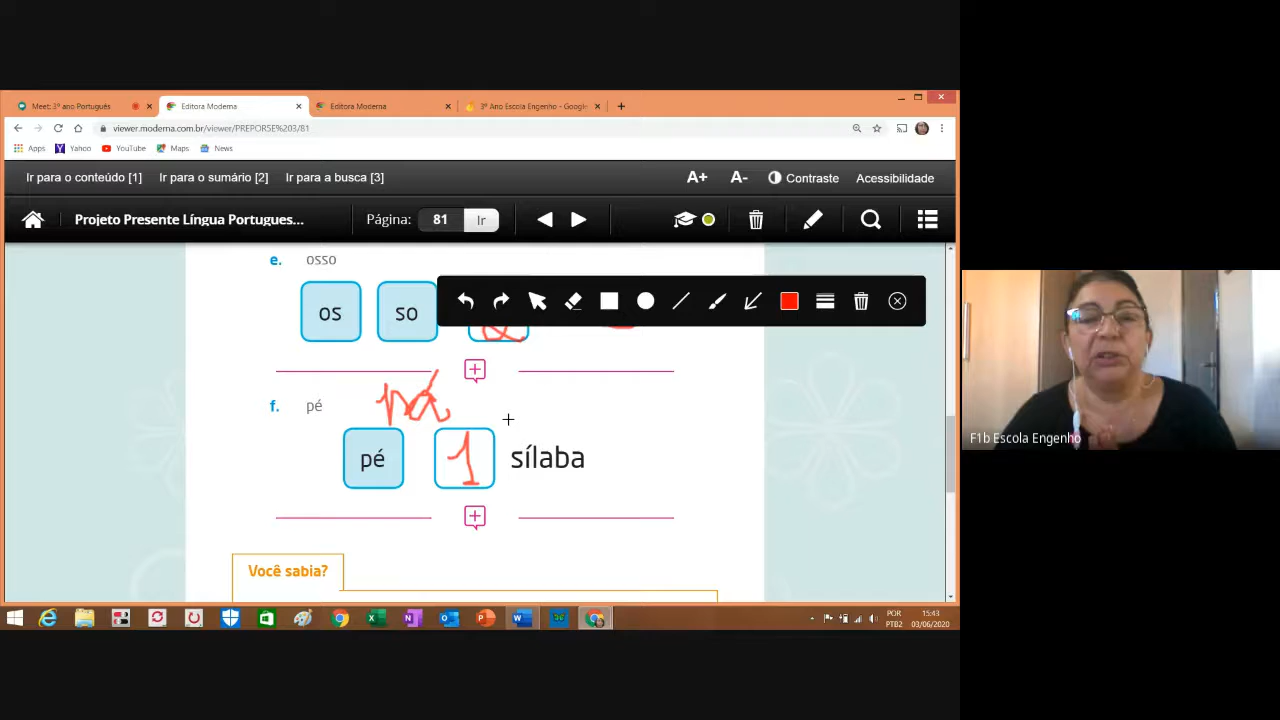 Meet: 3º ano Português
Editora Moderna
Editora Moderna
3º Ano Escola Engenho - Google
viewer.moderna.com.br/viewer/PREPORSE%203/81
Apps Yahoo YouTube Maps News
Ir para o conteúdo [1] Ir para o sumário [2] Ir para a busca [3] A+ A- Contraste Acessibilidade
Projeto Presente Língua Portugues... Página: 81 Ir
e. osso
os so 2
f. pé pá
pé 1 sílaba
Você sabia?
F1b Escola Engenho
POR 15:43
PTB2 03/06/2020